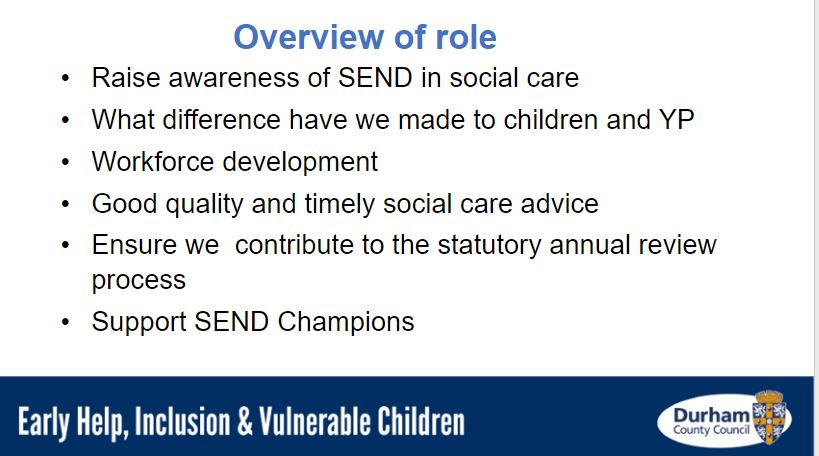 Overview of role
• Raise awareness of SEND in social care
• What difference have we made to children and YP
• Workforce development
• Good quality and timely social care advice
• Ensure we  contribute to the statutory annual review
process
• Support SEND Champions
Early Help, Inclusion & Vulnerable Children
Durham
County Council